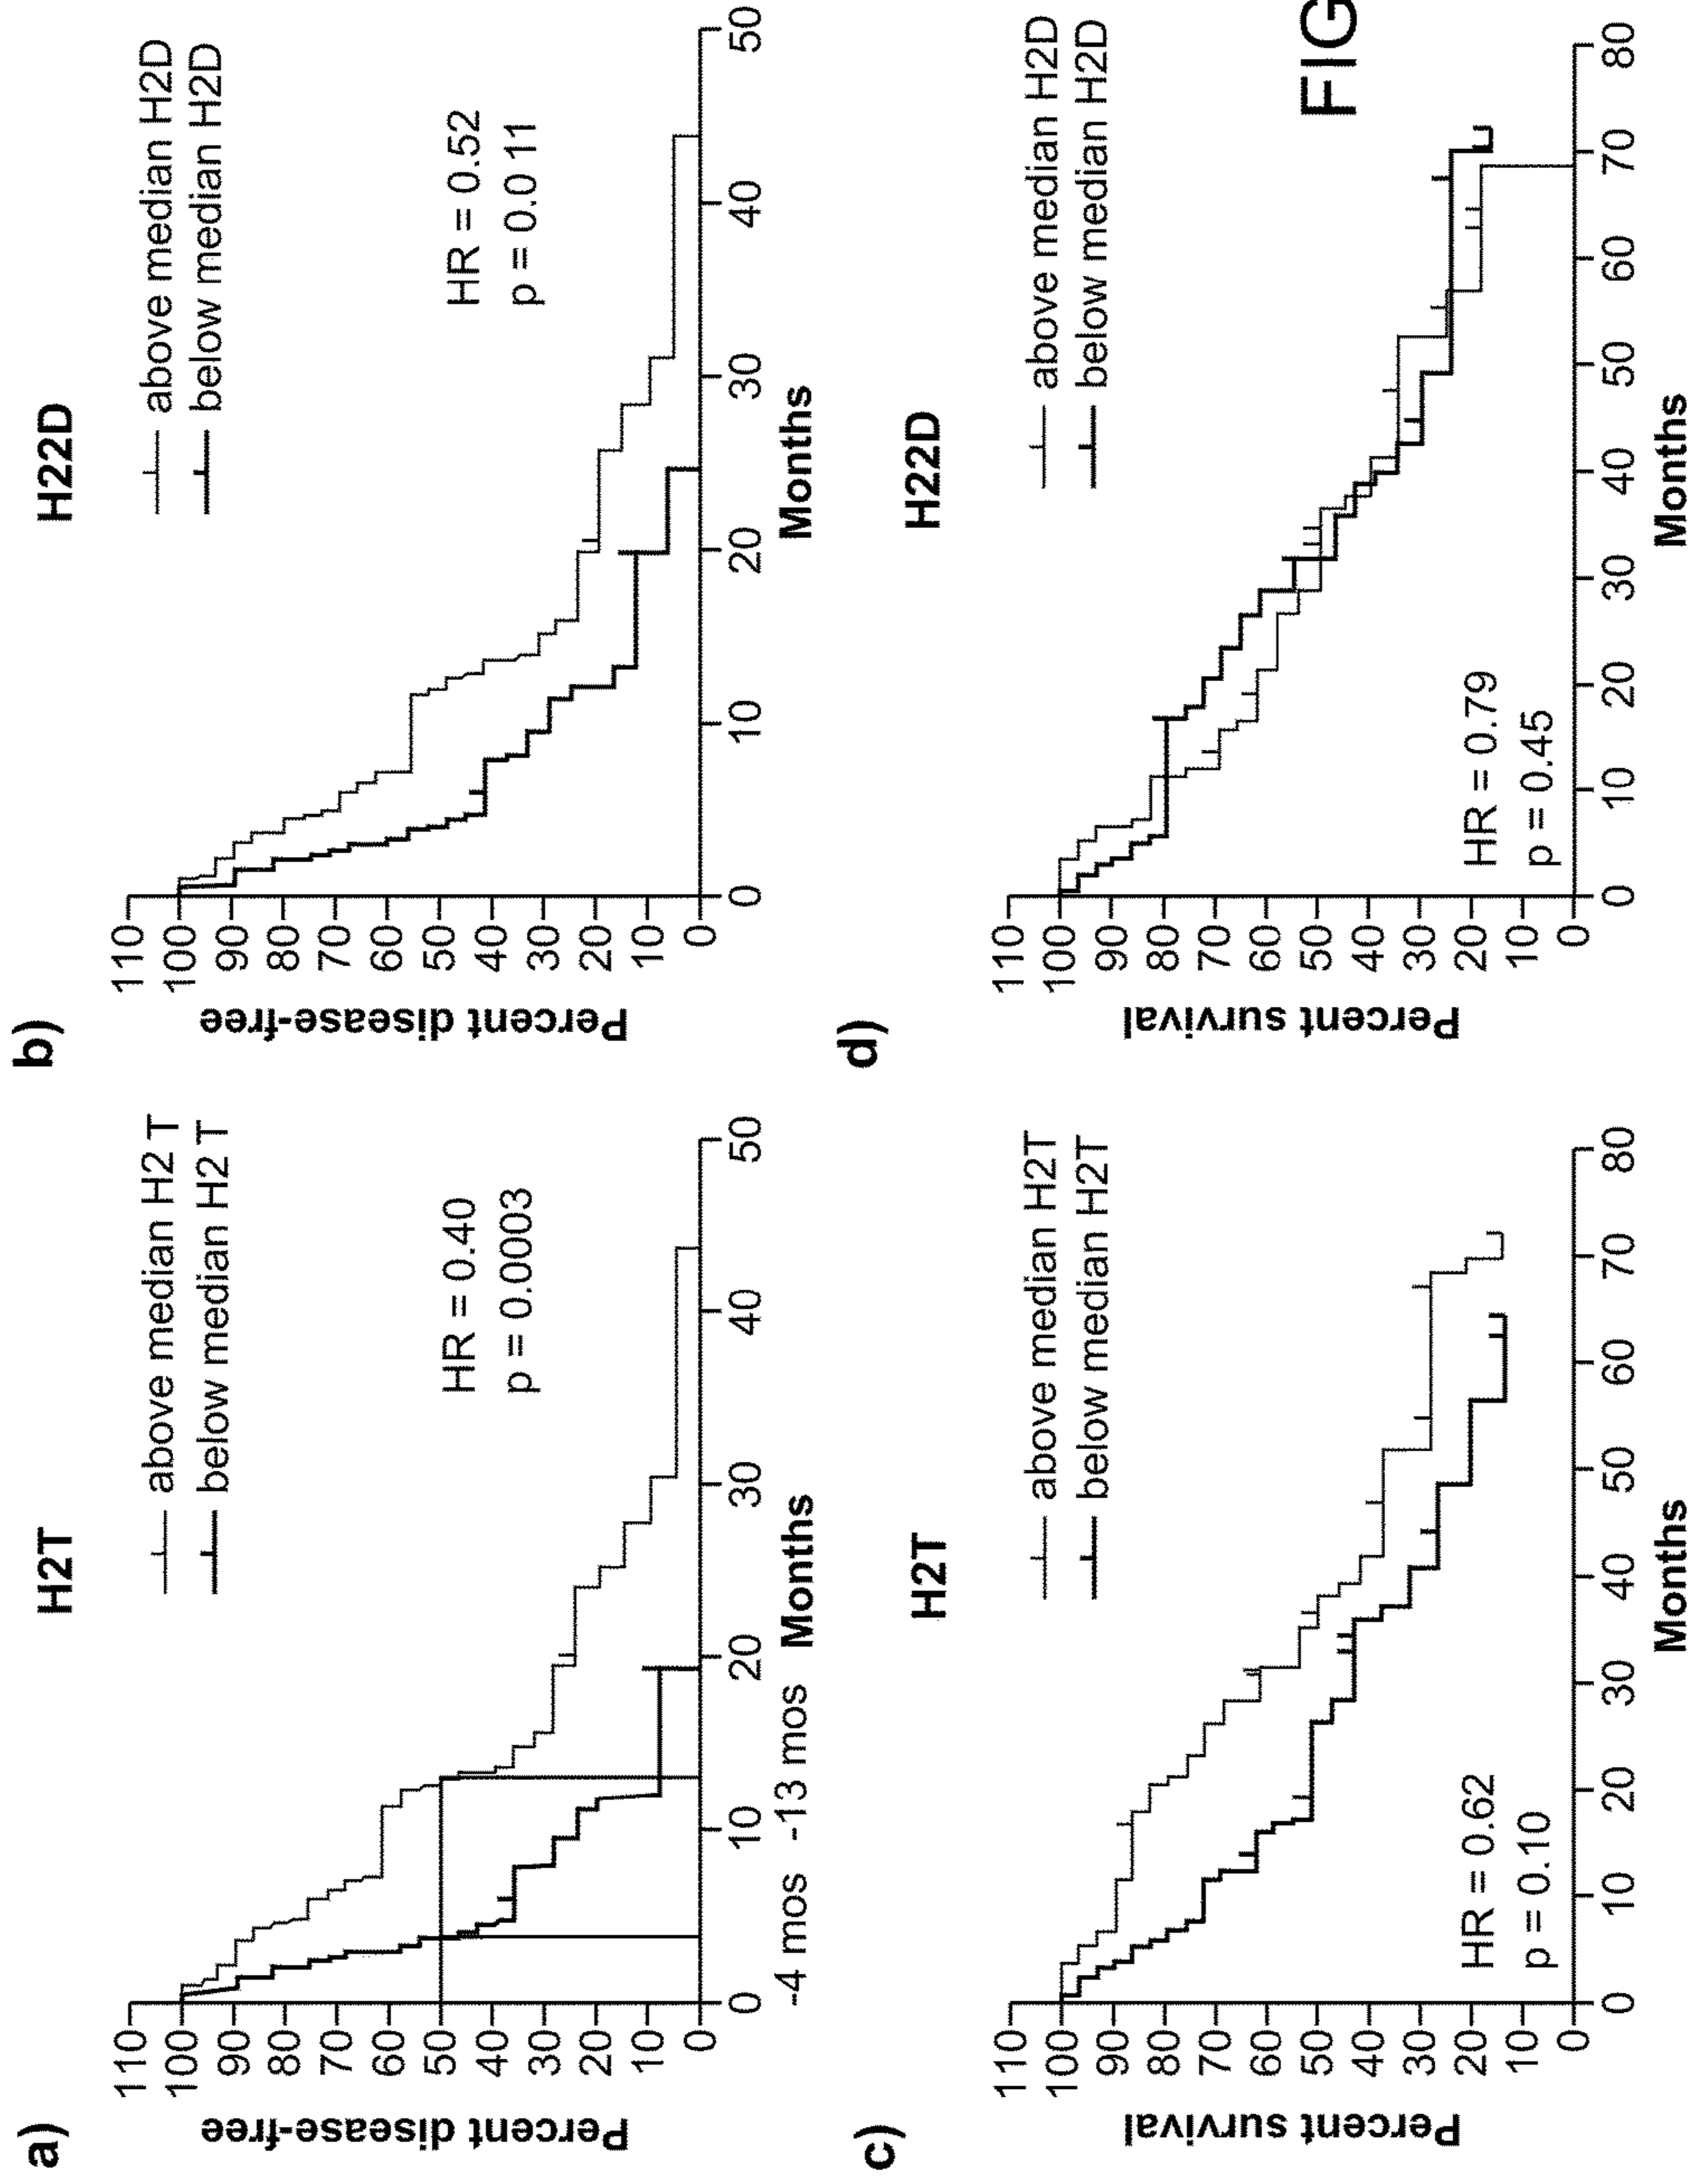 a)
H2T
above median H2 T
below median H2 T
HR = 0.40
p = 0.0003
Percent disease-free
110
100
90
80
70
60
50
40
30
20
10
0
0 10 20 30 40 50
-4 mos -13 mos
Months
b)
H22D
above median H2D
below median H2D
HR = 0.52
p = 0.0 11
Percent disease-free
110
100
90
80
70
60
50
40
30
20
10
0
0 10 20 30 40 50
Months
c)
H2T
above median H2T
below median H2T
HR = 0.62
p = 0.10
Percent survival
110
100
90
80
70
60
50
40
30
20
10
0
0 10 20 30 40 50 60 70 80
Months
d)
H22D
above median H2D
below median H2D
HR = 0.79
p = 0.45
Percent survival
110
100
90
80
70
60
50
40
30
20
10
0
0 10 20 30 40 50 60 70 80
Months
FIG